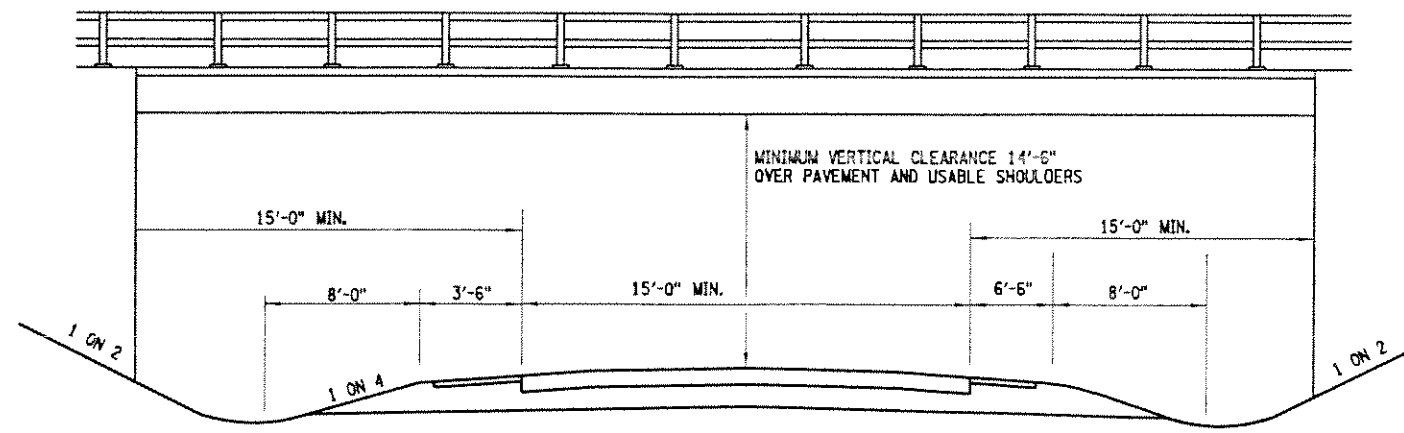 MINIMUM VERTICAL CLEARANCE 14'-6"
OVER PAVEMENT AND USABLE SHOULDERS
15'-0" MIN.
15'-0" MIN.
8'-0"
3'-6"
15'-0" MIN.
6'-6"
8'-0"
1 ON 2
1 ON 4
1 ON 2